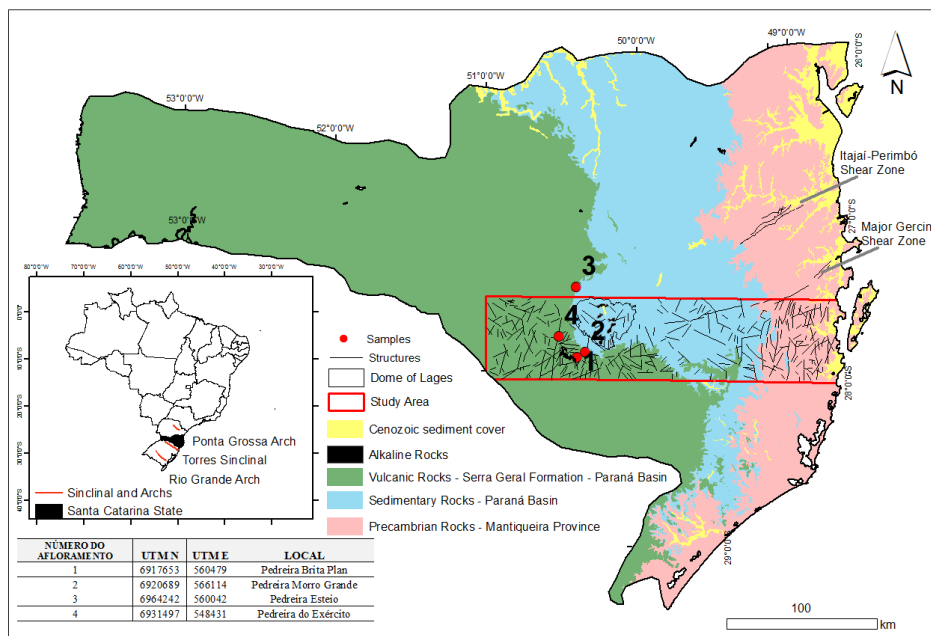 50°0'0"W
49°0'0"W
26°0'0"S
51°0'0"W
N
53°0'0"W
52°0'0"W
Itajaí-Perimbó
Shear Zone
53°0'0"W
27°0'0"S
Major Gercin
Shear Zone
3
4
2
1
80°0'0"W 70°0'0"W 60°0'0"W 50°0'0"W 40°0'0"W 30°0'0"W
Samples
Structures
Dome of Lages
Study Area
Cenozoic sediment cover
Alkaline Rocks
Vulcanic Rocks - Serra Geral Formation - Paraná Basin
Sedimentary Rocks - Paraná Basin
Precambrian Rocks - Mantiqueira Province
28°0'0"S
29°0'0"S
Ponta Grossa Arch
Torres Sinclinal
Rio Grande Arch
Sinclinal and Archs
Santa Catarina State
NÚMERO DO AFLORAMENTO UTM N UTM E LOCAL
1 6917653 560479 Pedreira Brita Plan
2 6920689 566114 Pedreira Morro Grande
3 6964242 560042 Pedreira Esteio
4 6931497 548431 Pedreira do Exército
100
km